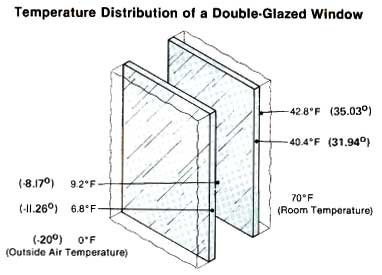 Temperature Distribution of a Double-Glazed Window
42.8°F (35.03°)
40.4°F (31.94°)
(-8.17°) 9.2°F
(-11.26°) 6.8°F
70°F
(Room Temperature)
(-20°) 0°F
(Outside Air Temperature)